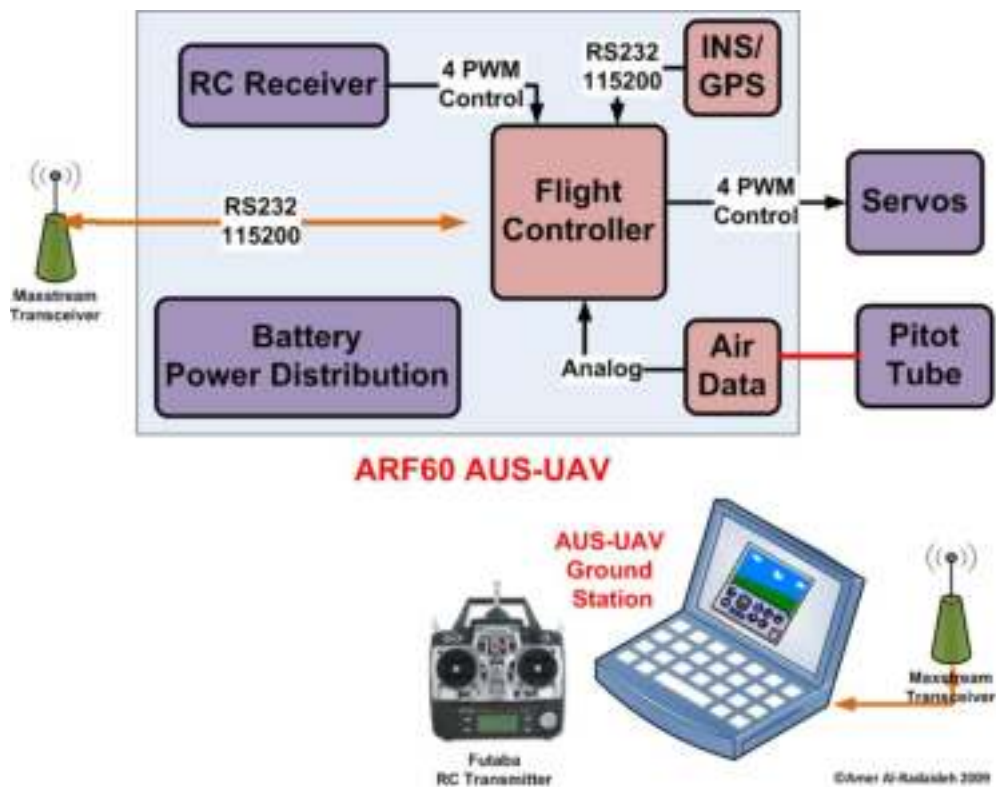 RC Receiver
4 PWM
Control
RS232
115200
INS/
GPS
Flight
Controller
4 PWM
Control
Servos
RS232
115200
Maxstream
Transceiver
Battery
Power Distribution
Analog
Air
Data
Pitot
Tube
ARF60 AUS-UAV
AUS-UAV
Ground
Station
Maxstream
Transceiver
Futaba
RC Transmitter
©Amer Al-Radaideh 2009